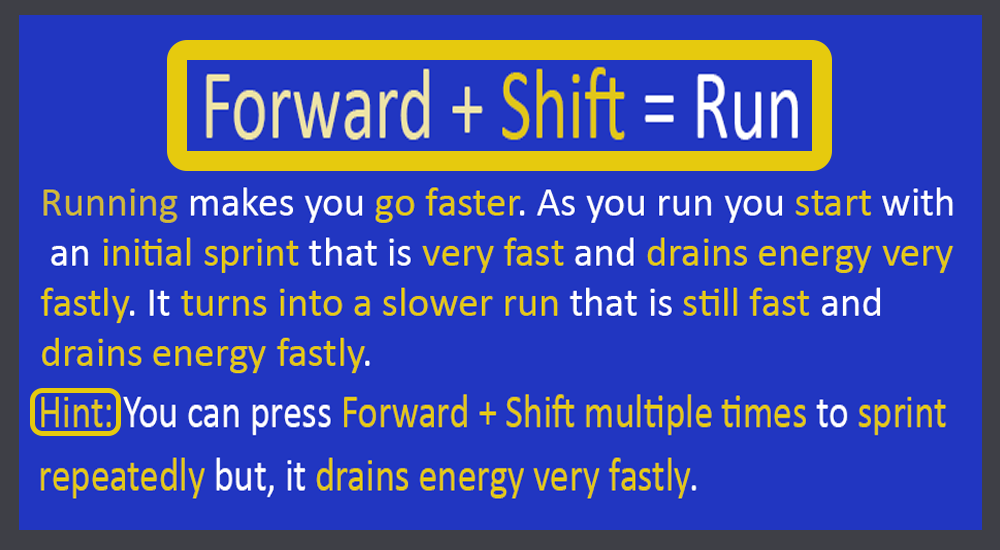 Forward + Shift = Run
Running makes you go faster. As you run you start with
an initial sprint that is very fast and drains energy very
fastly. It turns into a slower run that is still fast and
drains energy fastly.
Hint: You can press Forward + Shift multiple times to sprint
repeatedly but, it drains energy very fastly.